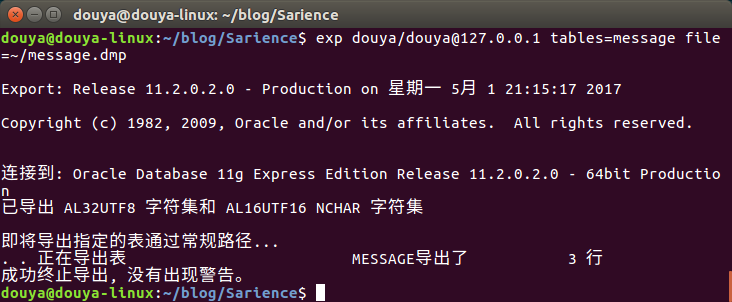 douya@douya-linux: ~/blog/Sarience
douya@douya-linux:~/blog/Sarience$ exp douya/douya@127.0.0.1 tables=message file
=~/message.dmp
Export: Release 11.2.0.2.0 - Production on 星期一 5月 1 21:15:17 2017
Copyright (c) 1982, 2009, Oracle and/or its affiliates.  All rights reserved.
连接到: Oracle Database 11g Express Edition Release 11.2.0.2.0 - 64bit Productio
n
已导出 AL32UTF8 字符集和 AL16UTF16 NCHAR 字符集
即将导出指定的表通过常规路径...
. . 正在导出表                         MESSAGE导出了           3 行
成功终止导出, 没有出现警告。
douya@douya-linux:~/blog/Sarience$